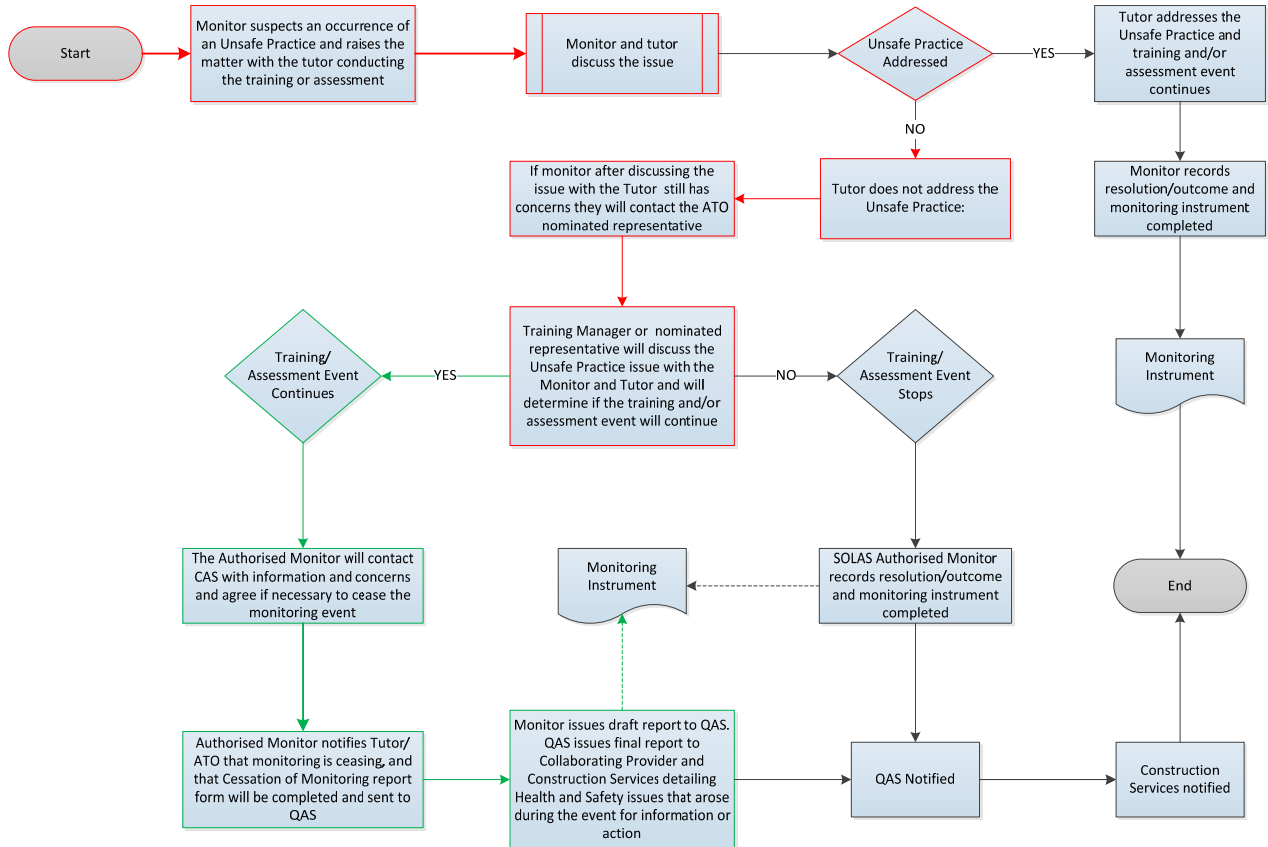 Start
Monitor suspects an occurrence of
an Unsafe Practice and raises the
matter with the tutor conducting
the training or assessment
Monitor and tutor
discuss the issue
Unsafe Practice
Addressed
YES
Tutor addresses the
Unsafe Practice and
training and/or
assessment event
continues
NO
If monitor after discussing the
issue with the Tutor still has
concerns they will contact the ATO
nominated representative
Tutor does not address the
Unsafe Practice:
Monitor records
resolution/outcome and
monitoring instrument
completed
Training/
Assessment Event
Continues
YES
Training Manager or nominated
representative will discuss the
Unsafe Practice issue with the
Monitor and Tutor and will
determine if the training and/or
assessment event will continue
NO
Training/
Assessment Event
Stops
Monitoring
Instrument
The Authorised Monitor will contact
CAS with information and concerns
and agree if necessary to cease the
monitoring event
Monitoring
Instrument
SOLAS Authorised Monitor
records resolution/outcome
and monitoring instrument
completed
End
Authorised Monitor notifies Tutor/
ATO that monitoring is ceasing, and
that Cessation of Monitoring report
form will be completed and sent to
QAS
Monitor issues draft report to QAS.
QAS issues final report to
Collaborating Provider and
Construction Services detailing
Health and Safety issues that arose
during the event for information or
action
QAS Notified
Construction
Services notified